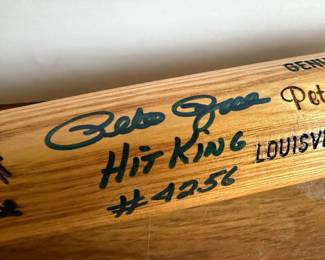 Pete Rose
Hit King
#4256
GENU
Pet
LOUISV